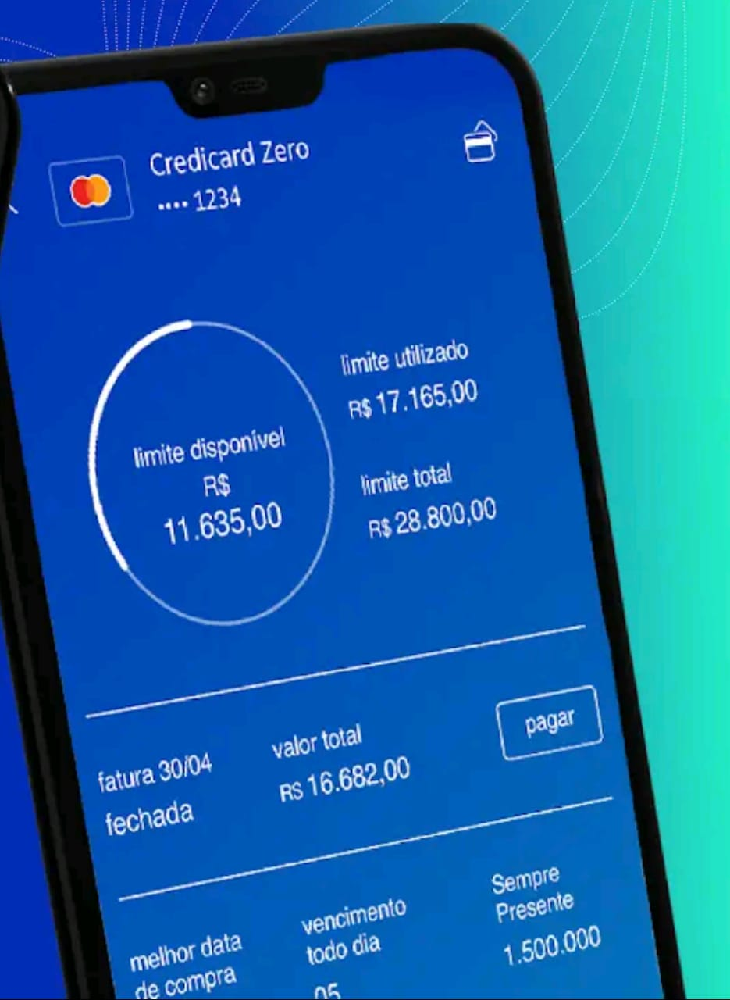 Credicard Zero
•••• 1234
limite disponível
R$
11.635,00
limite utilizado
R$ 17.165,00
limite total
R$ 28.800,00
fatura 30/04
fechada
valor total
R$ 16.682,00
pagar
melhor data
de compra
vencimento
todo dia
05
Sempre
Presente
1.500.000